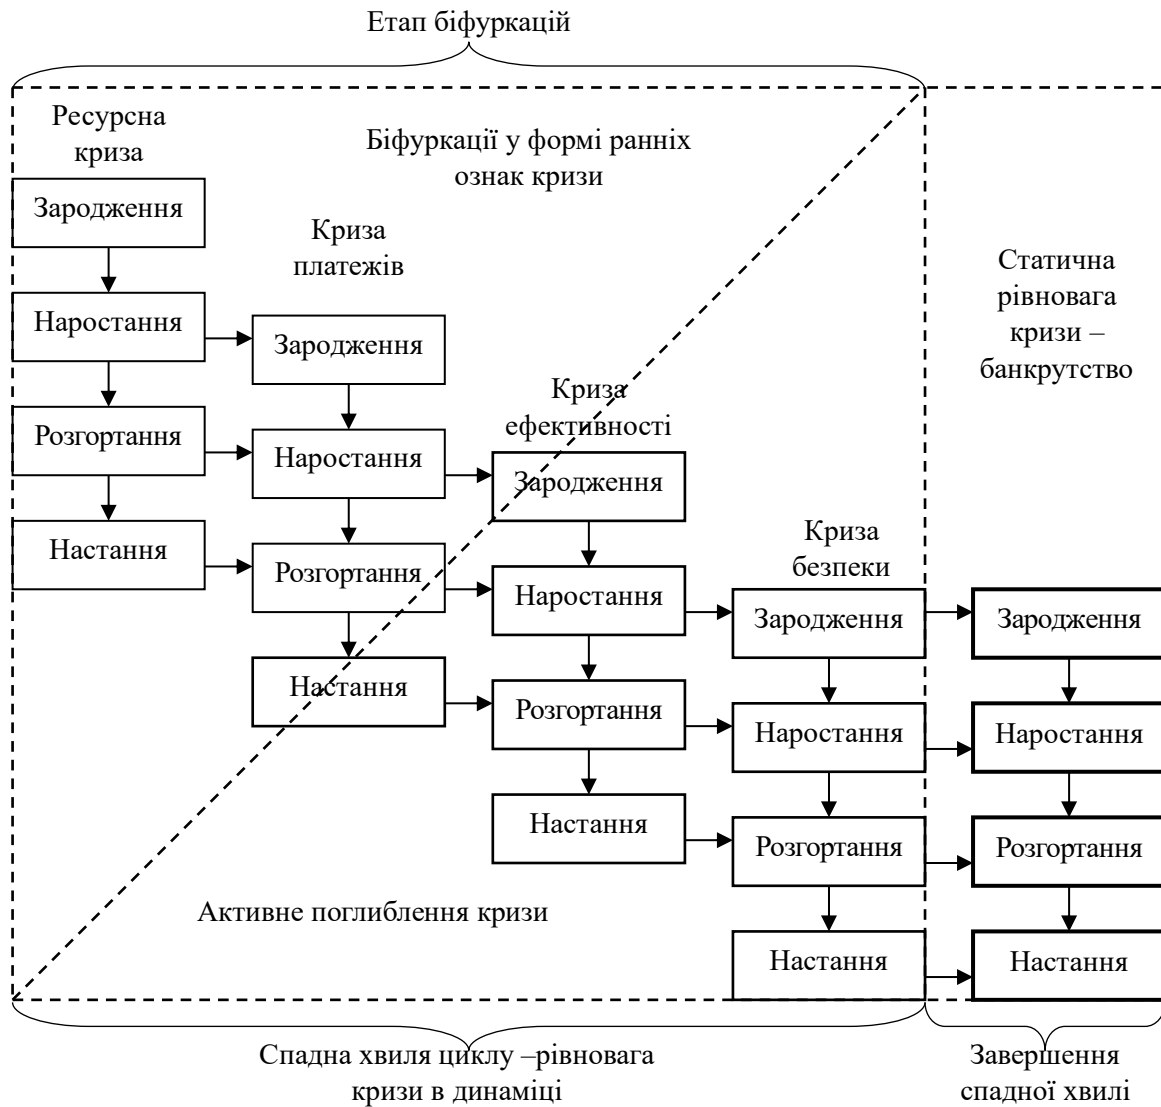 Етап біфуркацій
Ресурсна
криза
Біфуркації у формі ранніх
ознак кризи
Зародження
Наростання
Розгортання
Настання
Криза
платежів
Зародження
Наростання
Розгортання
Настання
Криза
ефективності
Зародження
Наростання
Розгортання
Настання
Криза
безпеки
Зародження
Наростання
Розгортання
Настання
Статична
рівновага
кризи –
банкрутство
Зародження
Наростання
Розгортання
Настання
Активне поглиблення кризи
Спадна хвиля циклу –рівновага
кризи в динаміці
Завершення
спадної хвилі